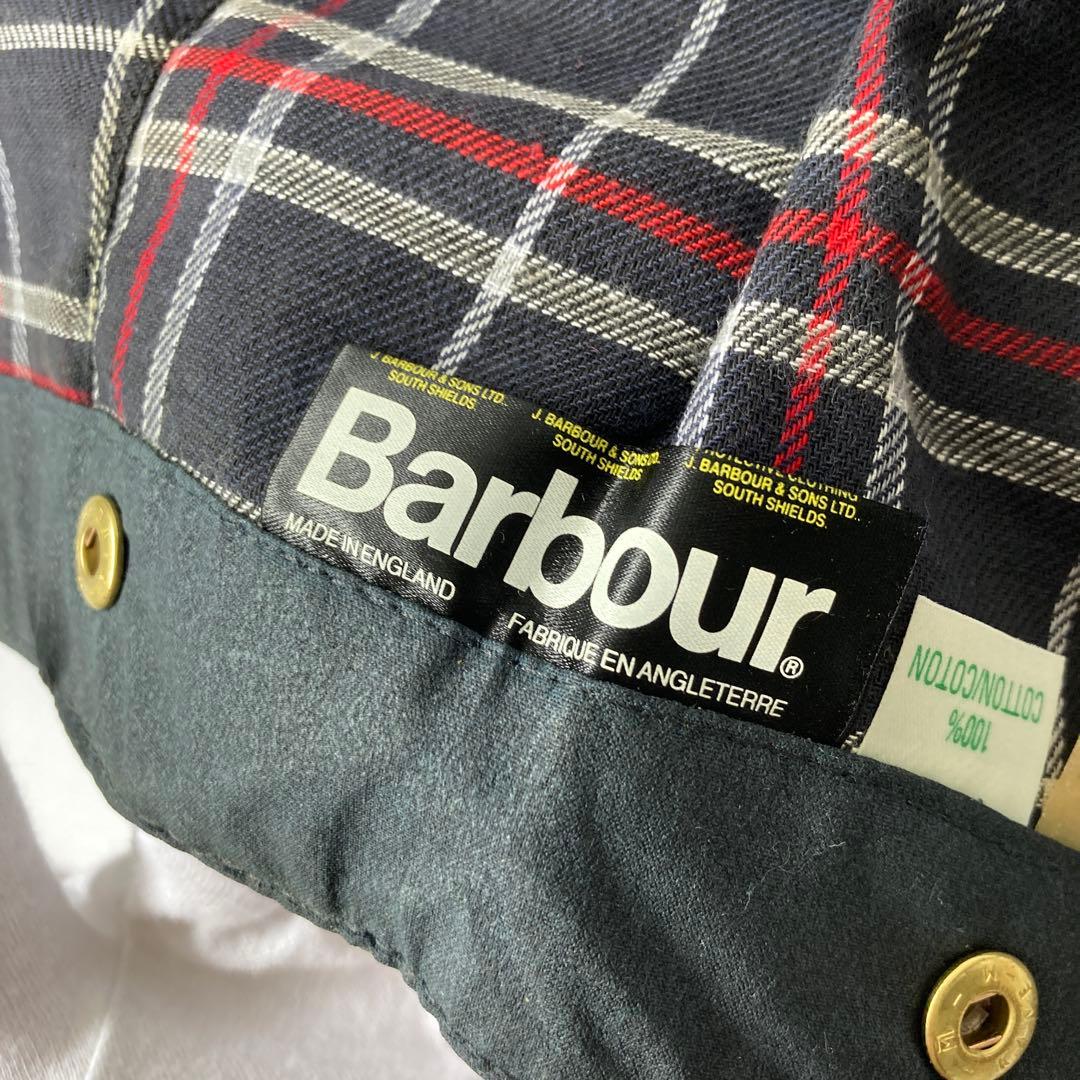 J. BARBOUR & SONS LTD..
SOUTH SHIELDS.
J. BARBOUR & SONS LTD.
SOUTH SHIELDS
CLOTHING
J. BARBOUR & SONS LTD..
SOUTH SHIELDS.
Barbour®
MADE IN ENGLAND
FABRIQUE EN ANGLETERRE
100%
COTTON/COTON